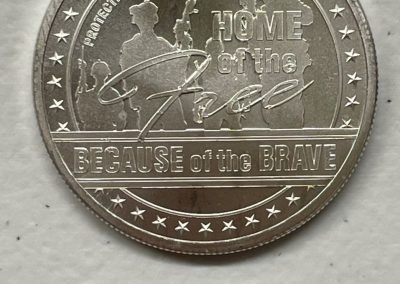 PROTECT
HOME
of the
Free
BECAUSE of the BRAVE